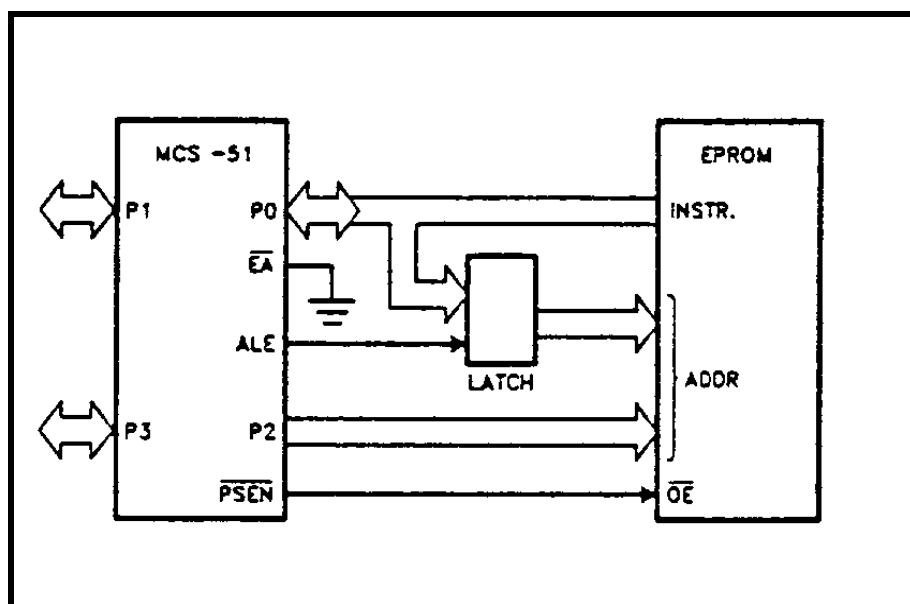 MCS -51
EPROM
P1
P0
INSTR.
EA
ALE
LATCH
ADDR
P3
P2
PSEN
OE